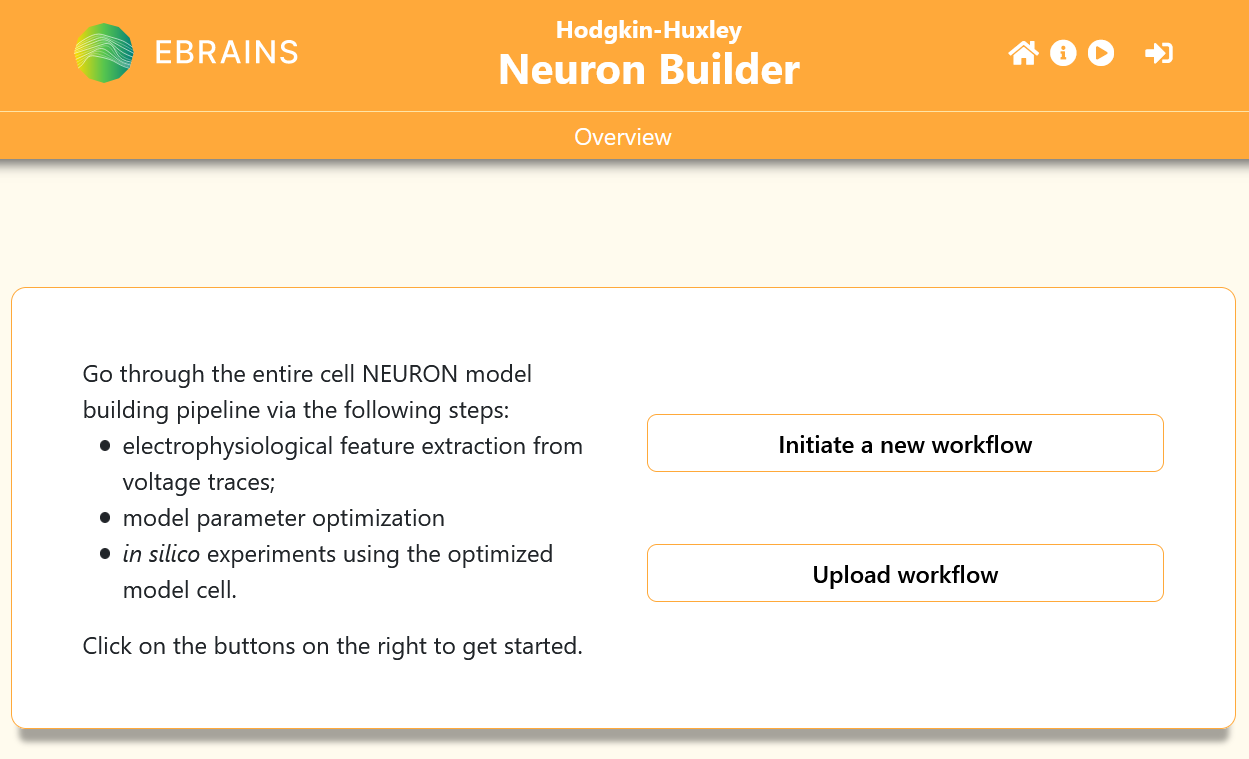 EBRAINS
Hodgkin-Huxley
Neuron Builder
Overview
Go through the entire cell NEURON model
building pipeline via the following steps:
electrophysiological feature extraction from
voltage traces;
model parameter optimization
in silico experiments using the optimized
model cell.
Click on the buttons on the right to get started.
Initiate a new workflow
Upload workflow